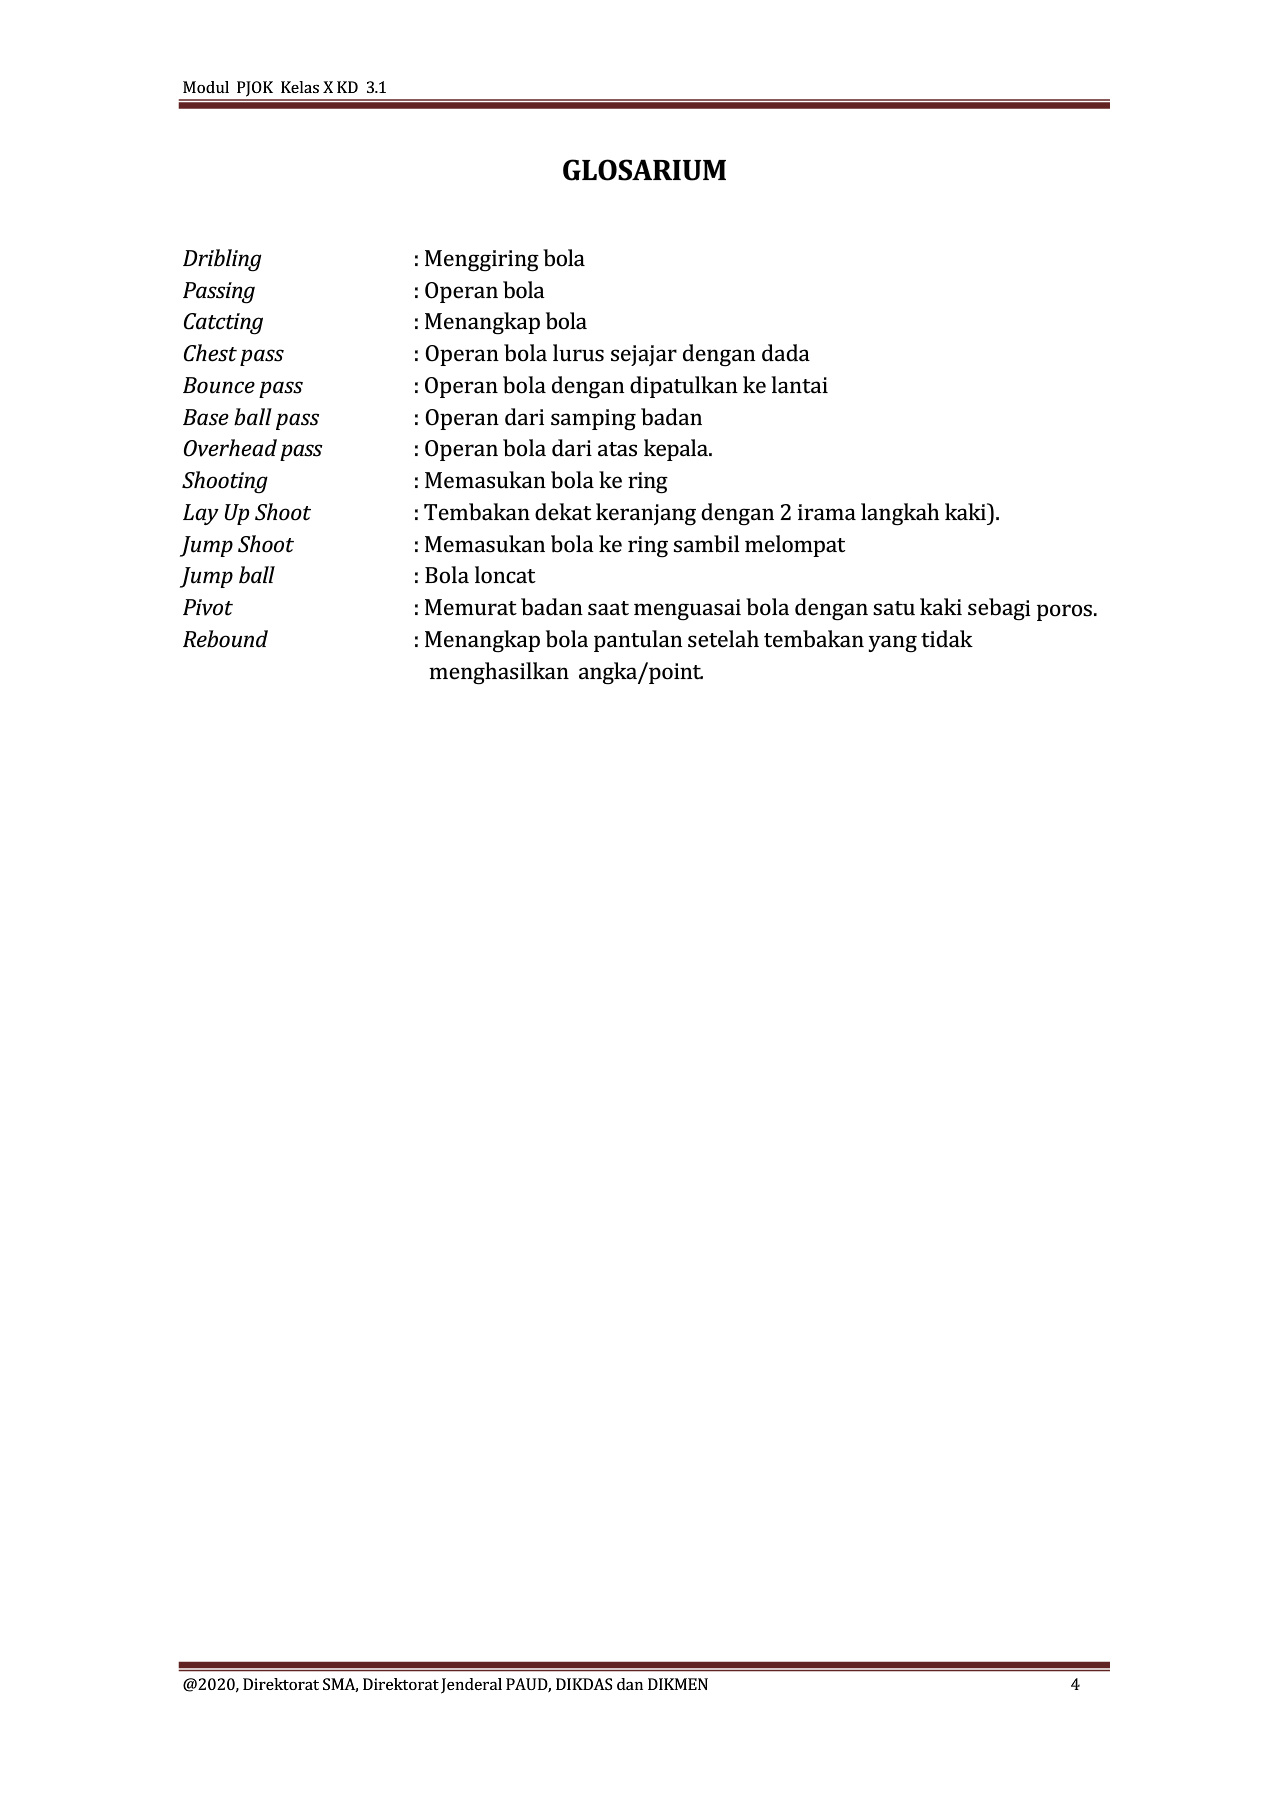 Modul PJOK Kelas X KD 3.1
GLOSARIUM
Dribling : Menggiring bola
Passing : Operan bola
Catcting : Menangkap bola
Chest pass : Operan bola lurus sejajar dengan dada
Bounce pass : Operan bola dengan dipatulkan ke lantai
Base ball pass : Operan dari samping badan
Overhead pass : Operan bola dari atas kepala.
Shooting : Memasukan bola ke ring
Lay Up Shoot : Tembakan dekat keranjang dengan 2 irama langkah kaki).
Jump Shoot : Memasukan bola ke ring sambil melompat
Jump ball : Bola loncat
Pivot : Memurat badan saat menguasai bola dengan satu kaki sebagi poros.
Rebound : Menangkap bola pantulan setelah tembakan yang tidak
menghasilkan angka/point.
@2020, Direktorat SMA, Direktorat Jenderal PAUD, DIKDAS dan DIKMEN 4